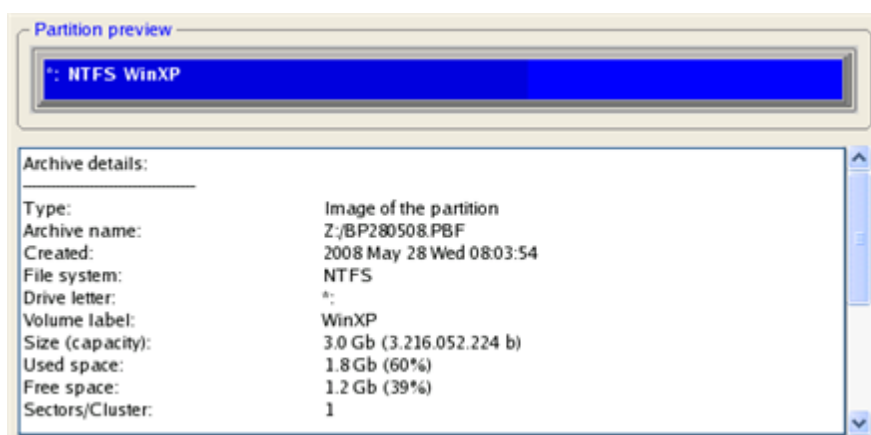 Partition preview
*: NTFS WinXP
Archive details:
Type: Image of the partition
Archive name: Z:/BP280508.PBF
Created: 2008 May 28 Wed 08:03:54
File system: NTFS
Drive letter: *:
Volume label: WinXP
Size (capacity): 3.0 Gb (3.216.052.224 b)
Used space: 1.8 Gb (60%)
Free space: 1.2 Gb (39%)
Sectors/Cluster: 1